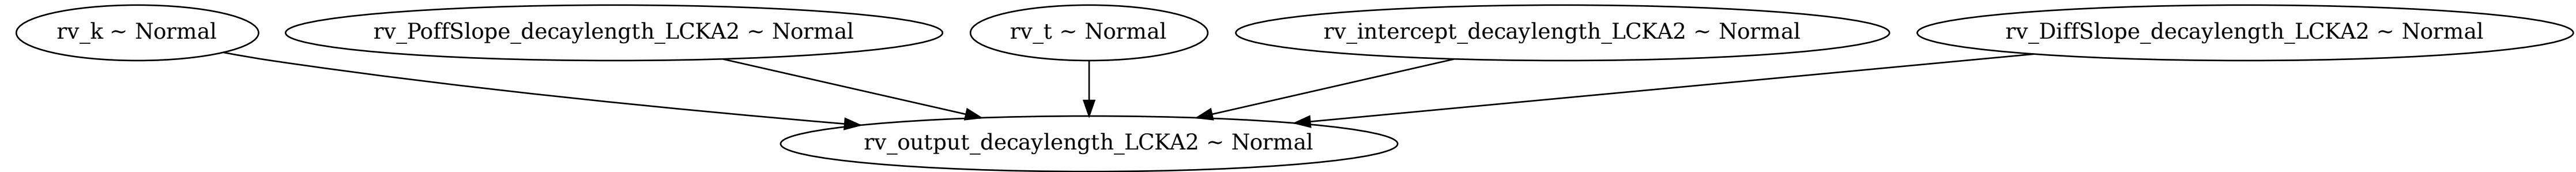 rv_k ~ Normal
rv_PoffSlope_decaylength_LCKA2 ~ Normal
rv_t ~ Normal
rv_intercept_decaylength_LCKA2 ~ Normal
rv_DiffSlope_decaylength_LCKA2 ~ Normal
rv_output_decaylength_LCKA2 ~ Normal